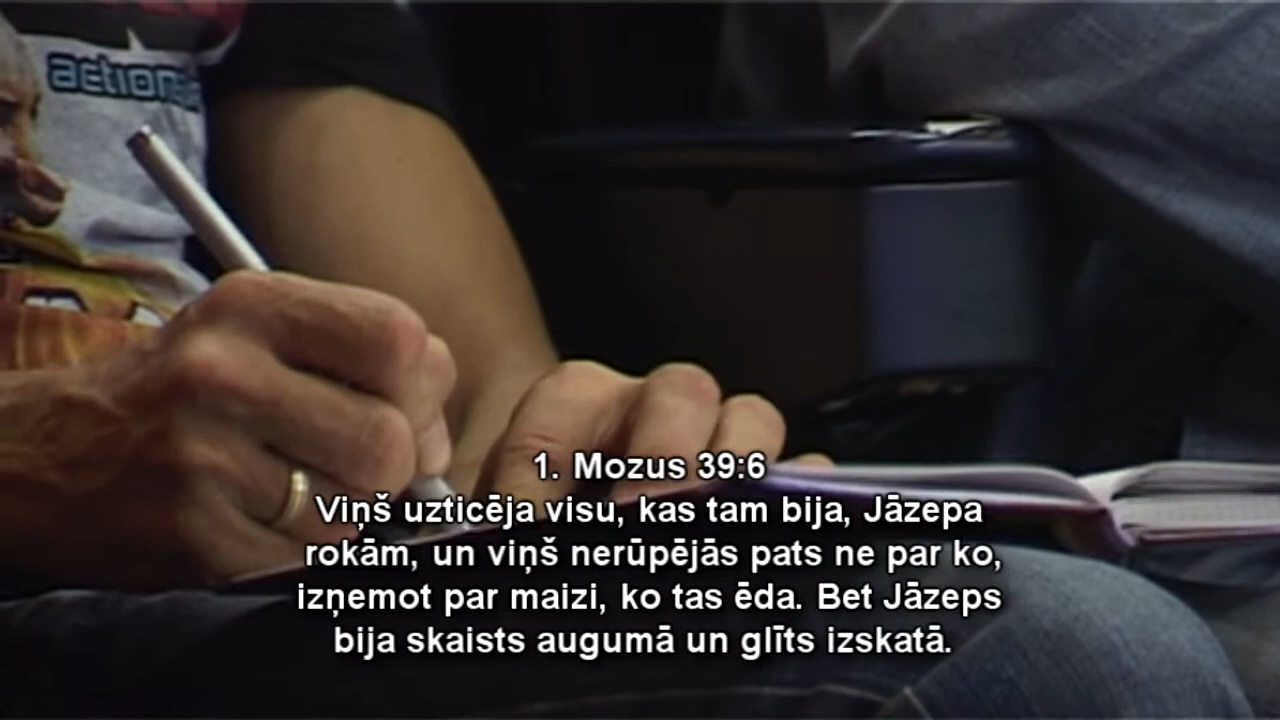 action
1. Mozus 39:6
Viņš uzticēja visu, kas tam bija, Jāzepa
rokām, un viņš nerūpējās pats ne par ko,
izņemot par maizi, ko tas ēda. Bet Jāzeps
bija skaists augumā un glīts izskatā.